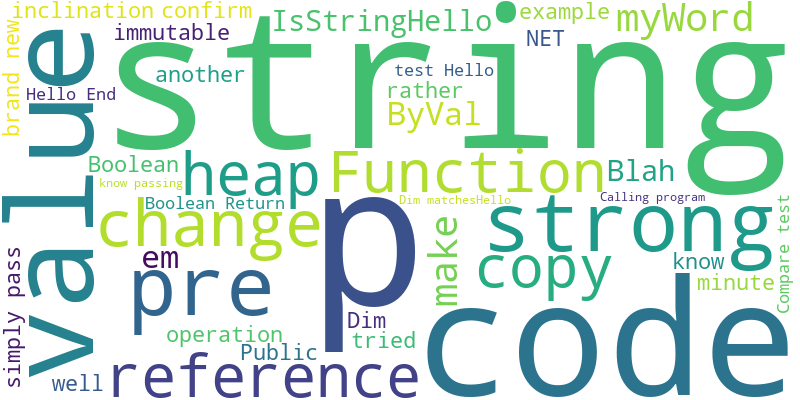 inclination
confirm
IsStringHello
example
myWord
immutable
NET
string
another
test Hello
rather
Hello End
ByVal
brand new
value
Boolean
heap
Function
Blah
know passing
Boolean Return
p
Dim matchesHello
Calling program
change
strong
em
make
copy
know
Compare test
simply pass
pre
minute
code
Dim
operation
tried
Public
reference
well